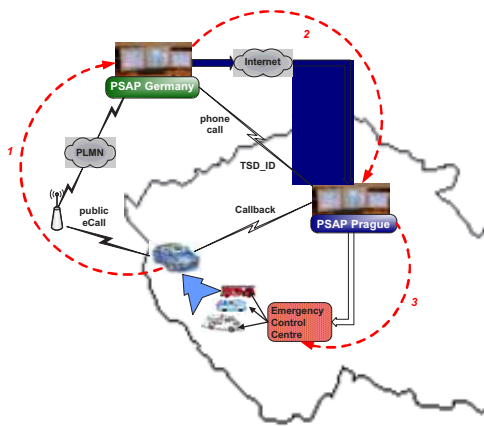 2
Internet
PSAP Germany
phone
call
1
PLMN
TSD_ID
public
eCall
Callback
PSAP Prague
3
Emergency
Control
Centre